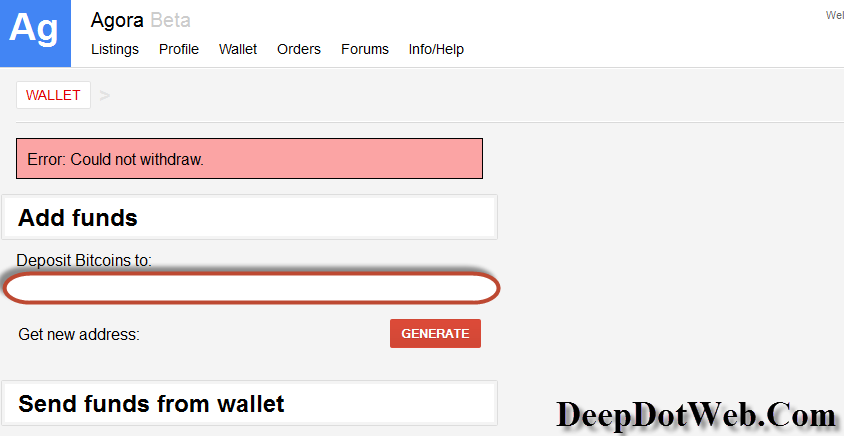 Ag
Agora Beta
Wel
Listings Profile Wallet Orders Forums Info/Help
WALLET >
Error: Could not withdraw.
Add funds
Deposit Bitcoins to:
Get new address: GENERATE
Send funds from wallet
DeepDotWeb.Com